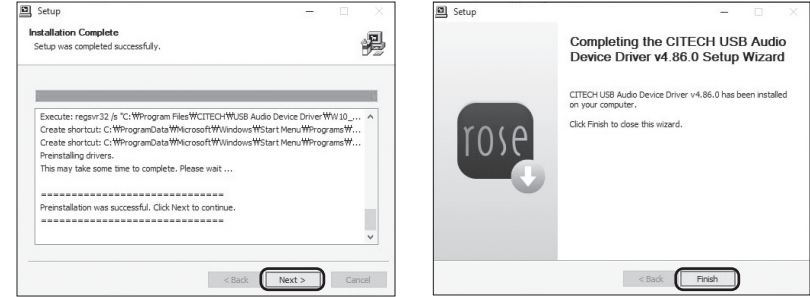 Setup
Installation Complete
Setup was completed successfully.
Execute: regsvr32 /s "C:₩Program Files₩CITECH₩USB Audio Device Driver₩W10_...
Create shortcut: C:₩ProgramData₩Microsoft₩Windows₩Start Menu₩Programs₩...
Create shortcut: C:₩ProgramData₩Microsoft₩Windows₩Start Menu₩Programs₩...
Preinstalling drivers.
This may take some time to complete. Please wait ...
==============================
Preinstallation was successful. Click Next to continue.
==============================
< Back
Next >
Cancel
Setup
Completing the CITECH USB Audio
Device Driver v4.86.0 Setup Wizard
CITECH USB Audio Device Driver v4.86.0 has been installed
on your computer.
Click Finish to close this wizard.
rose
< Back
Finish